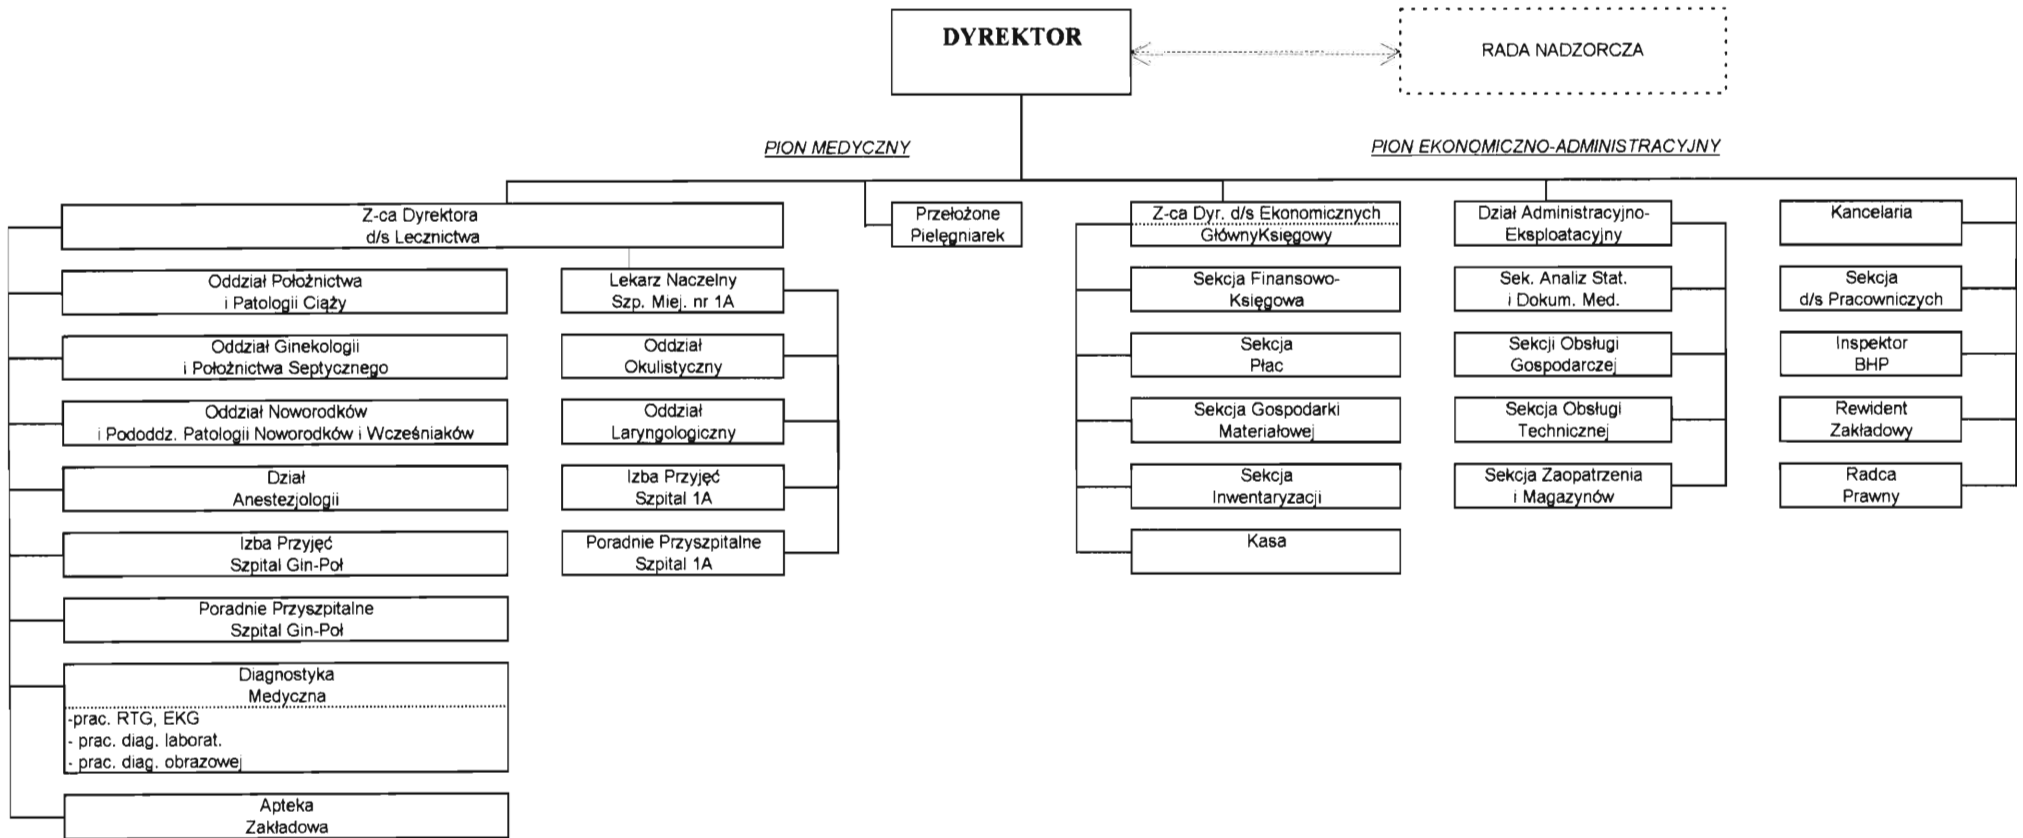 DYREKTOR
RADA NADZORCZA
PION MEDYCZNY
PION EKONOMICZNO-ADMINISTRACYJNY
Z-ca Dyrektora
d/s Lecznictwa
Oddział Położnictwa
i Patologii Ciąży
Oddział Ginekologii
i Położnictwa Septycznego
Oddział Noworodków
i Pododdz. Patologii Noworodków i Wcześniaków
Dział
Anestezjologii
Izba Przyjęć
Szpital Gin-Poł
Poradnie Przyszpitalne
Szpital Gin-Poł
Diagnostyka
Medyczna
-prac. RTG, EKG
- prac. diag. laborat.
- prac. diag. obrazowej
Apteka
Zakładowa
Lekarz Naczelny
Szp. Miej. nr 1A
Oddział
Okulistyczny
Oddział
Laryngologiczny
Izba Przyjęć
Szpital 1A
Poradnie Przyszpitalne
Szpital 1A
Przełożone
Pielęgniarek
Z-ca Dyr. d/s Ekonomicznych
GłównyKsięgowy
Sekcja Finansowo-
Księgowa
Sekcja
Płac
Sekcja Gospodarki
Materiałowej
Sekcja
Inwentaryzacji
Kasa
Dział Administracyjno-
Eksploatacyjny
Sek. Analiz Stat.
i Dokum. Med.
Sekcji Obsługi
Gospodarczej
Sekcja Obsługi
Technicznej
Sekcja Zaopatrzenia
i Magazynów
Kancelaria
Sekcja
d/s Pracowniczych
Inspektor
BHP
Rewident
Zakładowy
Radca
Prawny